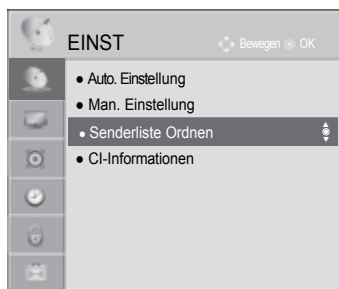 EINST
Bewegen OK
● Auto. Einstellung
● Man. Einstellung
● Senderliste Ordnen
● CI-Informationen